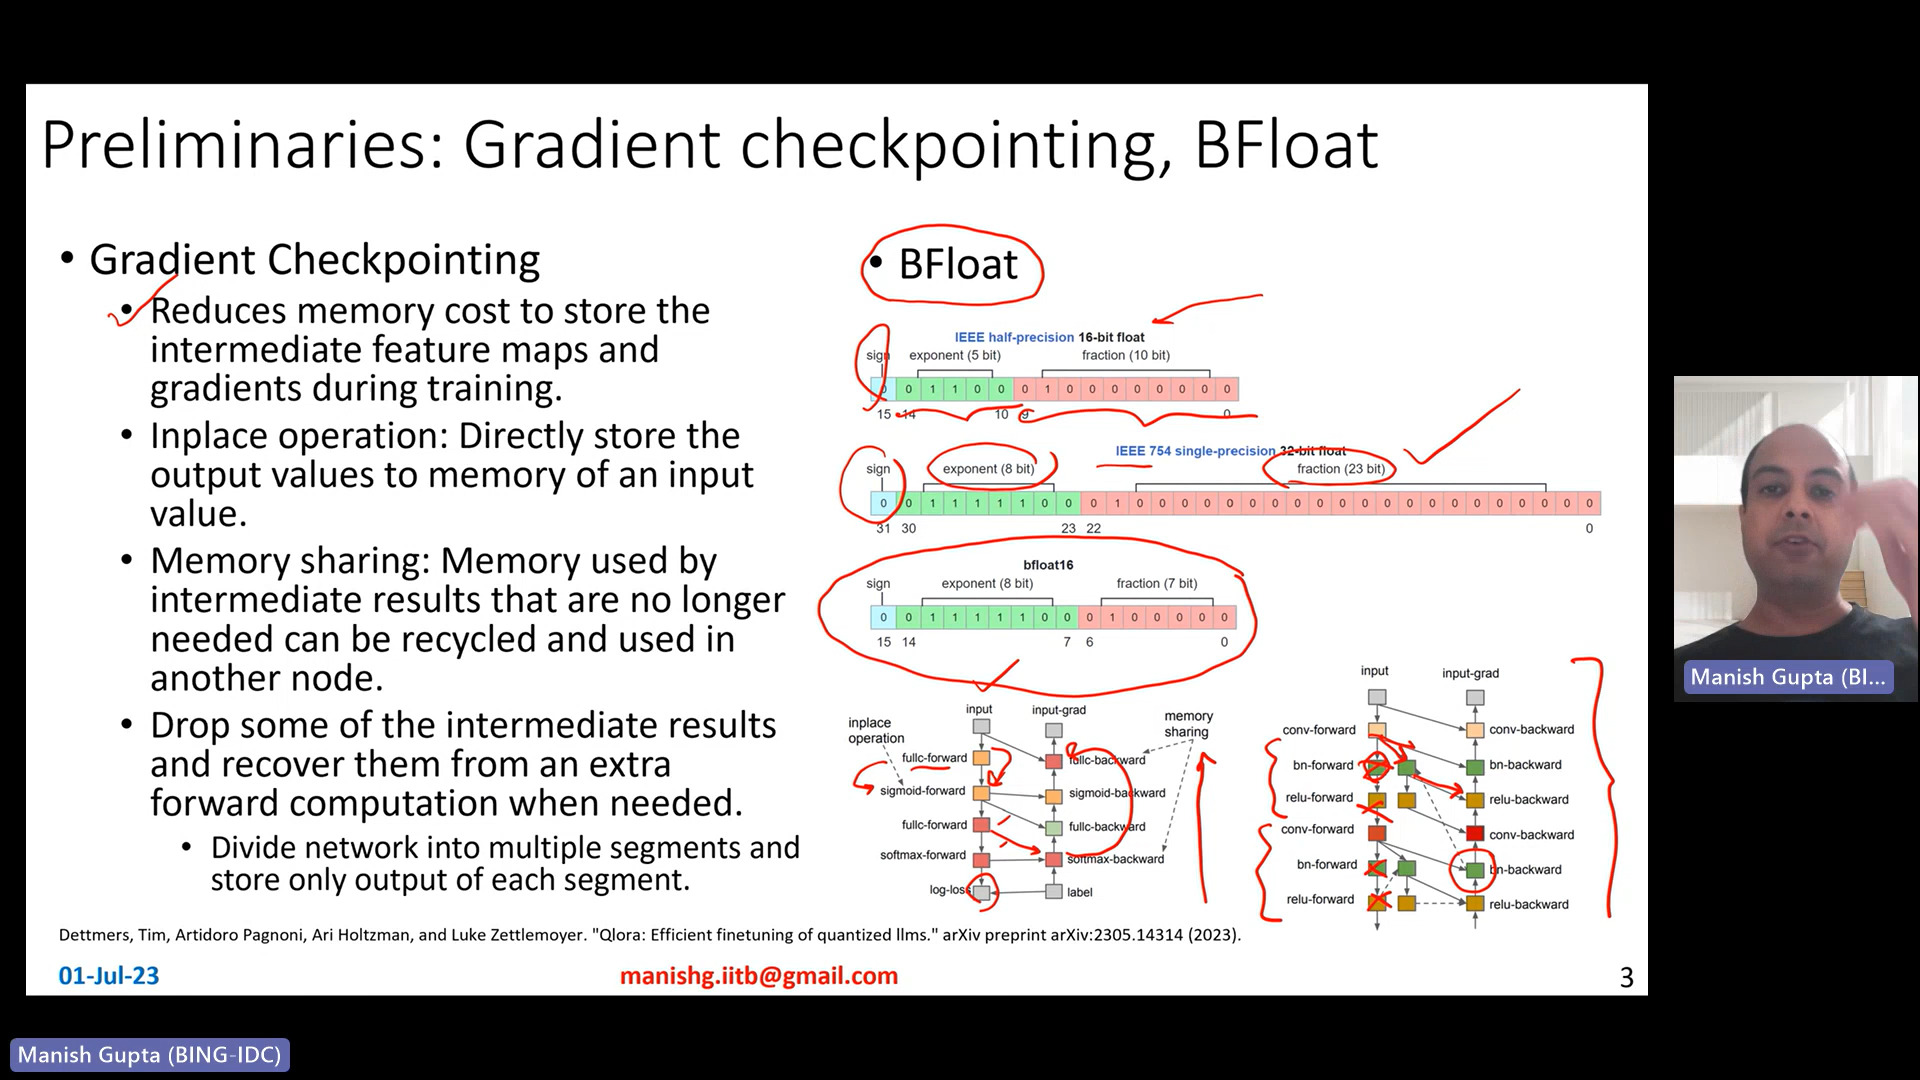 Preliminaries: Gradient checkpointing, BFloat
• Gradient Checkpointing
• Reduces memory cost to store the
intermediate feature maps and
gradients during training.
• Inplace operation: Directly store the
output values to memory of an input
value.
• Memory sharing: Memory used by
intermediate results that are no longer
needed can be recycled and used in
another node.
• Drop some of the intermediate results
and recover them from an extra
forward computation when needed.
• Divide network into multiple segments and
store only output of each segment.
• BFloat
IEEE half-precision 16-bit float
sign exponent (5 bit) fraction (10 bit)
0 0 1 1 0 0 0 1 0 0 0 0 0 0 0
15 14 10 9 0
IEEE 754 single-precision 32-bit float
sign exponent (8 bit) fraction (23 bit)
0 0 1 1 1 1 1 0 0 0 1 0 0 0 0 0 0 0 0 0 0 0 0 0 0 0 0 0 0 0
31 30 23 22 0
bfloat16
sign exponent (8 bit) fraction (7 bit)
0 0 1 1 1 1 1 0 0 0 1 0 0 0 0
15 14 7 6 0
inplace
operation
input
input-grad
memory
sharing
fullc-forward
fullc-backward
sigmoid-forward
sigmoid-backward
fullc-forward
fullc-backward
softmax-forward
softmax-backward
log-loss
label
input
input-grad
conv-forward
conv-backward
bn-forward
bn-backward
relu-forward
relu-backward
conv-forward
conv-backward
bn-forward
bn-backward
relu-forward
relu-backward
Dettmers, Tim, Artidoro Pagnoni, Ari Holtzman, and Luke Zettlemoyer. "Qlora: Efficient finetuning of quantized llms." arXiv preprint arXiv:2305.14314 (2023).
01-Jul-23
manishg.iitb@gmail.com
3
Manish Gupta (BI...
Manish Gupta (BING-IDC)